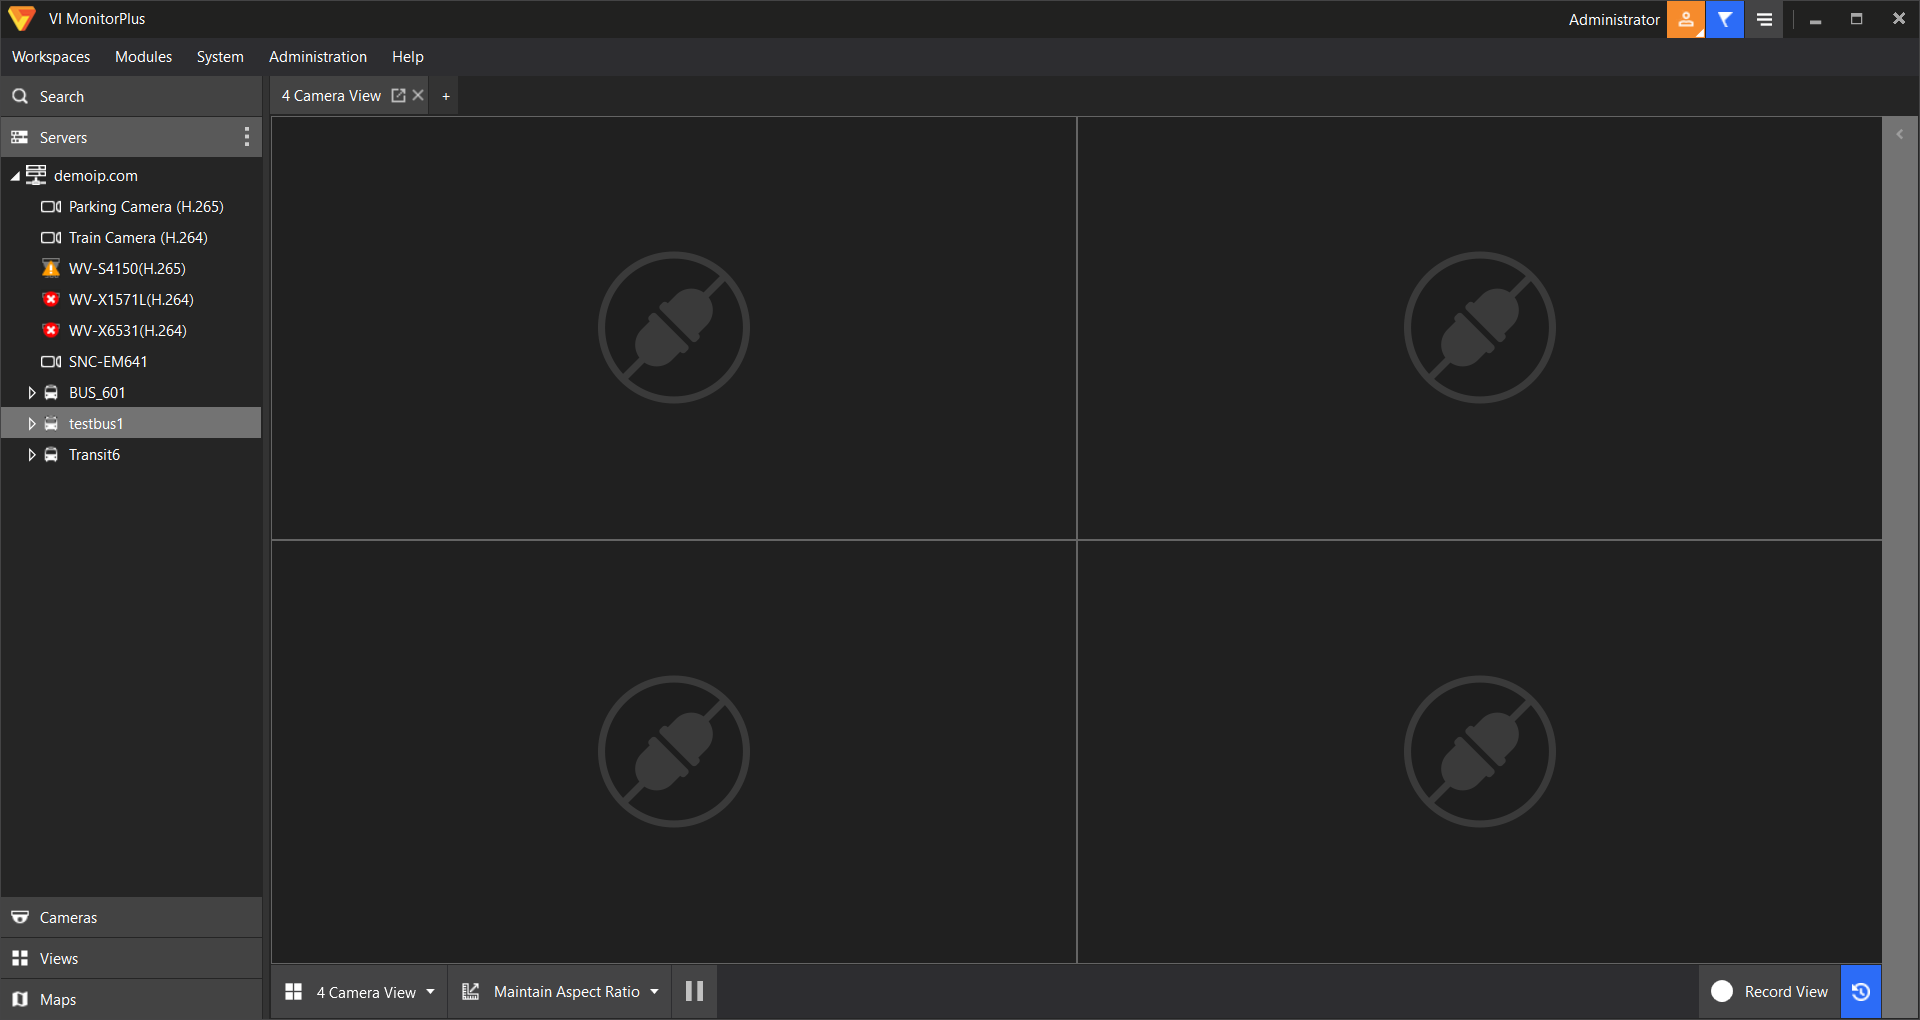 VI MonitorPlus
Administrator
Workspaces Modules System Administration Help
Search
4 Camera View +
Servers
demoip.com
Parking Camera (H.265)
Train Camera (H.264)
WV-S4150(H.265)
WV-X1571L(H.264)
WV-X6531(H.264)
SNC-EM641
BUS_601
testbus1
Transit6
Cameras
Views
Maps
4 Camera View
Maintain Aspect Ratio
Record View